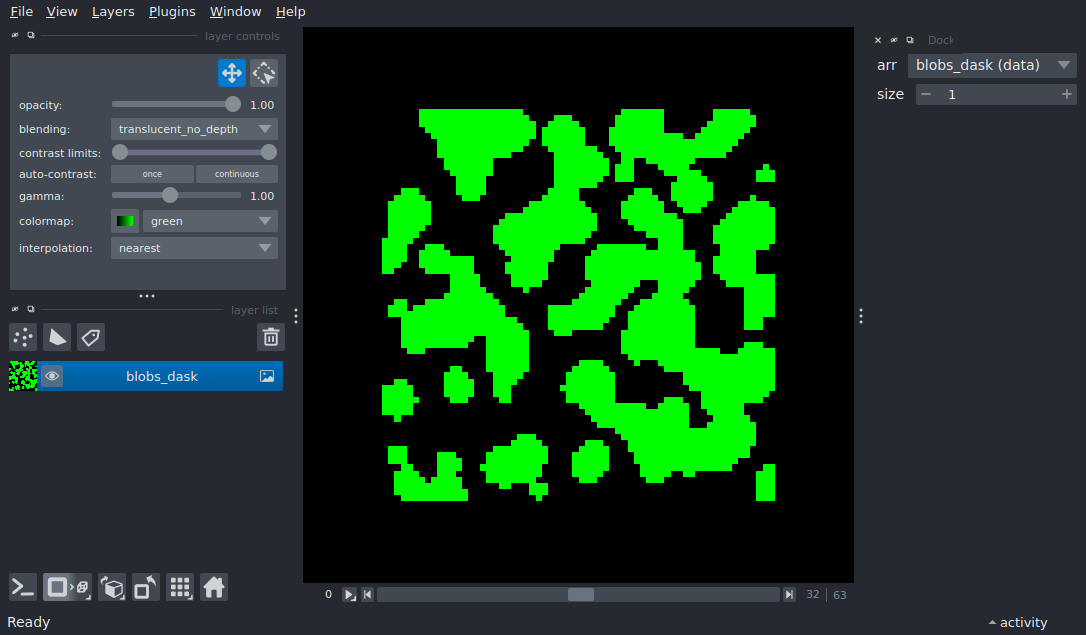 File View Layers Plugins Window Help
layer controls
opacity: 1.00
blending: translucent_no_depth
contrast limits:
auto-contrast: once continuous
gamma: 1.00
colormap: green
interpolation: nearest
layer list
blobs_dask
0 32 63
Dock
arr blobs_dask (data)
size 1
Ready
activity